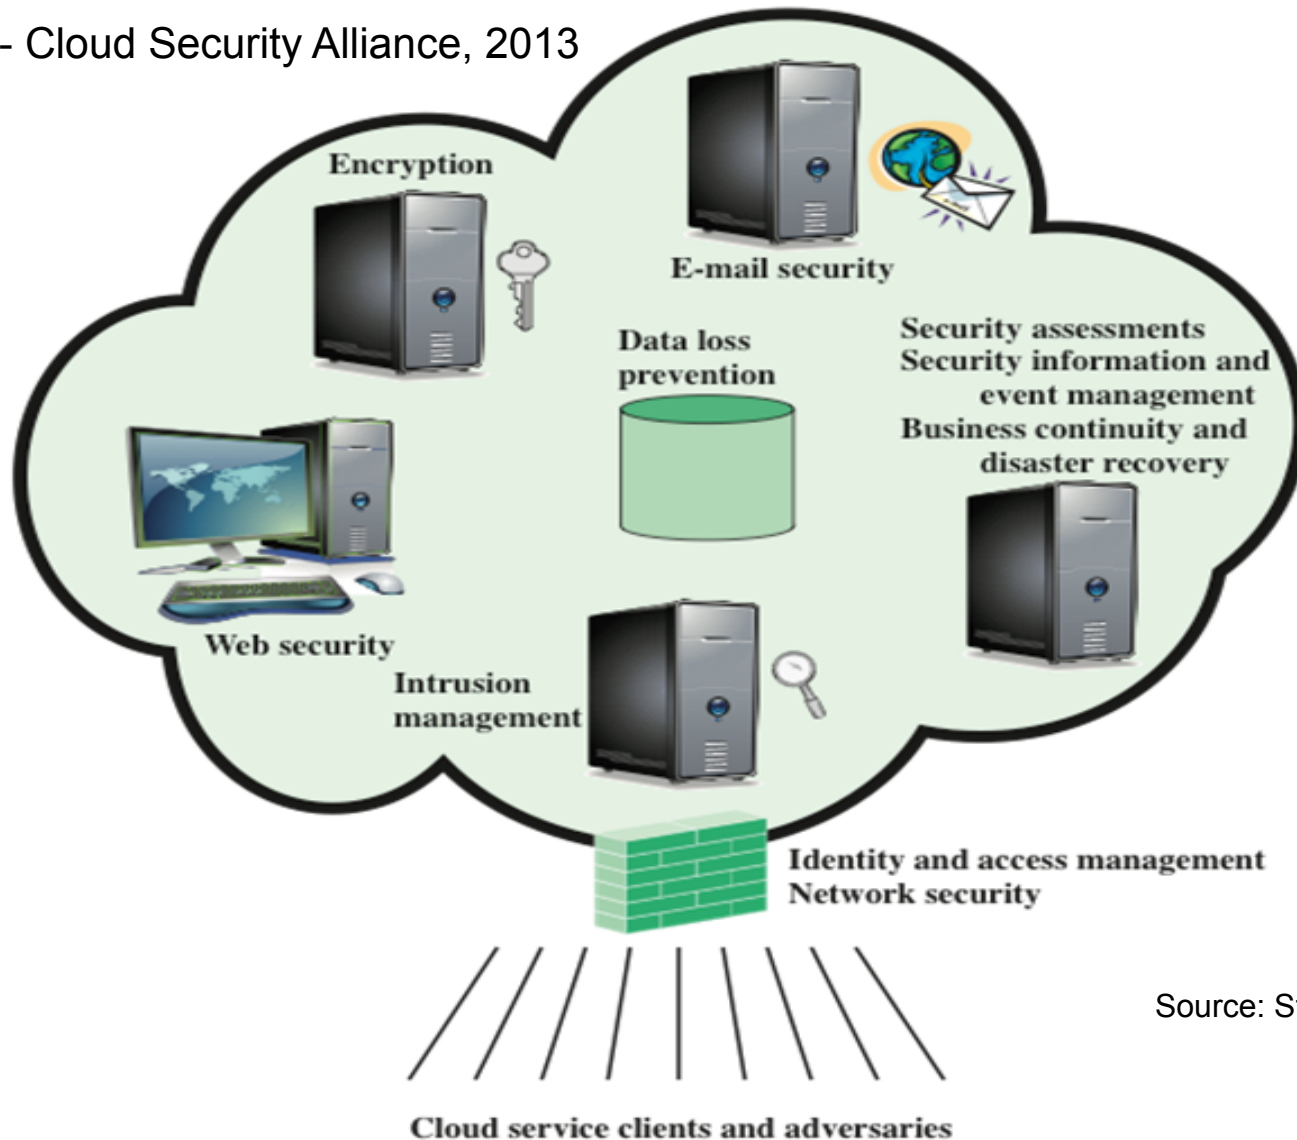 - Cloud Security Alliance, 2013
Encryption
E-mail security
Data loss
prevention
Security assessments
Security information and
event management
Business continuity and
disaster recovery
Web security
Intrusion
management
Identity and access management
Network security
Source:
Cloud service clients and adversaries